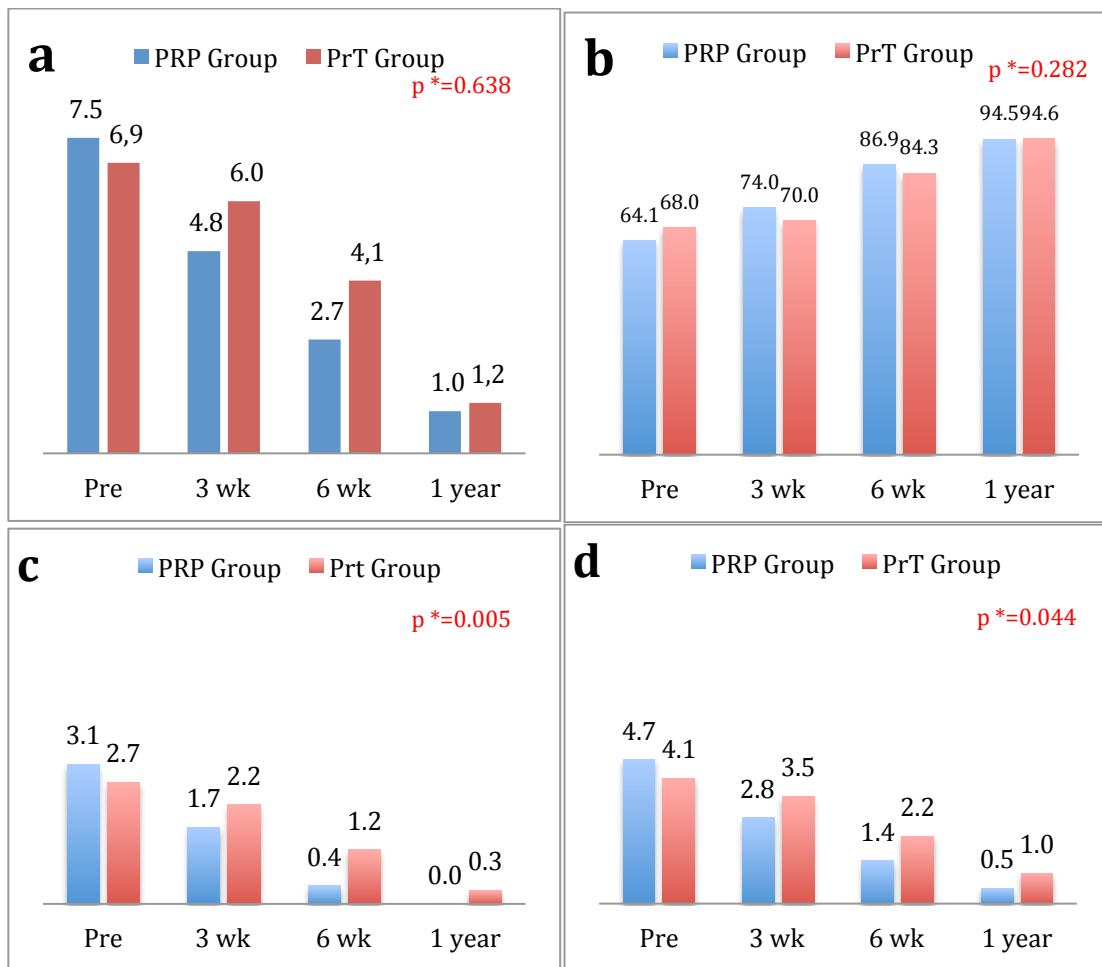 a
PRP Group PrT Group
p *=0.638
7.5 6,9
4.8 6.0
2.7 4,1
1.0 1,2
Pre 3 wk 6 wk 1 year
b
PRP Group PrT Group
p *=0.282
64.1 68.0
74.0 70.0
86.9 84.3
94.5 94.6
Pre 3 wk 6 wk 1 year
c
PRP Group Prt Group
p *=0.005
3.1 2.7
1.7 2.2
0.4 1.2
0.0 0.3
Pre 3 wk 6 wk 1 year
d
PRP Group PrT Group
p *=0.044
4.7 4.1
2.8 3.5
1.4 2.2
0.5 1.0
Pre 3 wk 6 wk 1 year